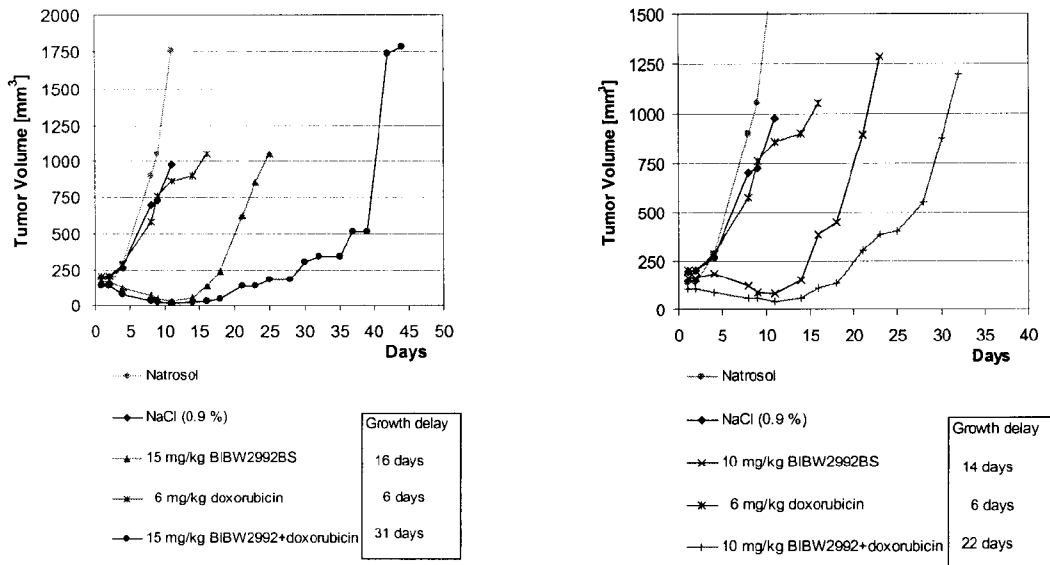 2000
1750
1500
1250
1000
750
500
250
0
Tumor Volume [mm³]
0 5 10 15 20 25 30 35 40 45 50
Days
Natrosol
NaCl (0.9 %)
15 mg/kg BIBW2992BS
6 mg/kg doxorubicin
15 mg/kg BIBW2992+doxorubicin
Growth delay
16 days
6 days
31 days
1500
1250
1000
750
500
250
0
Tumor Volume [mm³]
0 5 10 15 20 25 30 35 40
Days
Natrosol
NaCl (0.9 %)
10 mg/kg BIBW2992BS
6 mg/kg doxorubicin
10 mg/kg BIBW2992+doxorubicin
Growth delay
14 days
6 days
22 days